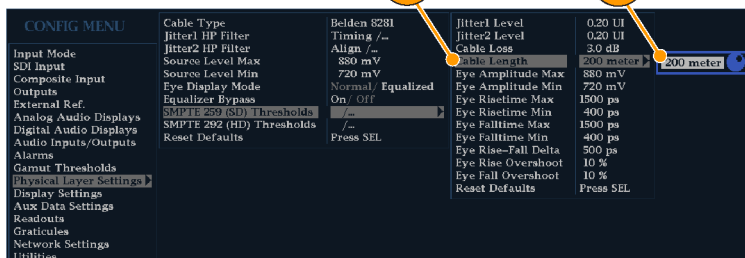 CONFIG MENU
Input Mode
SDI Input
Composite Input
Outputs
External Ref.
Analog Audio Displays
Digital Audio Displays
Audio Inputs/Outputs
Alarms
Gamut Thresholds
Physical Layer Settings
Display Settings
Aux Data Settings
Readouts
Graticules
Network Settings
Utilities
Cable Type Belden 8281
Jitter1 HP Filter Timing /...
Jitter2 HP Filter Align /...
Source Level Max 880 mV
Source Level Min 720 mV
Eye Display Mode Normal/ Equalized
Equalizer Bypass On/ Off
SMPTE 259 (SD) Thresholds /...
SMPTE 292 (HD) Thresholds /...
Reset Defaults Press SEL
Jitter1 Level 0.20 UI
Jitter2 Level 0.20 UI
Cable Loss 3.0 dB
Cable Length 200 meter
Eye Amplitude Max 880 mV
Eye Amplitude Min 720 mV
Eye Risetime Max 1500 ps
Eye Risetime Min 400 ps
Eye Falltime Max 1500 ps
Eye Falltime Min 400 ps
Eye Rise-Fall Delta 500 ps
Eye Rise Overshoot 10 %
Eye Fall Overshoot 10 %
Reset Defaults Press SEL
200 meter